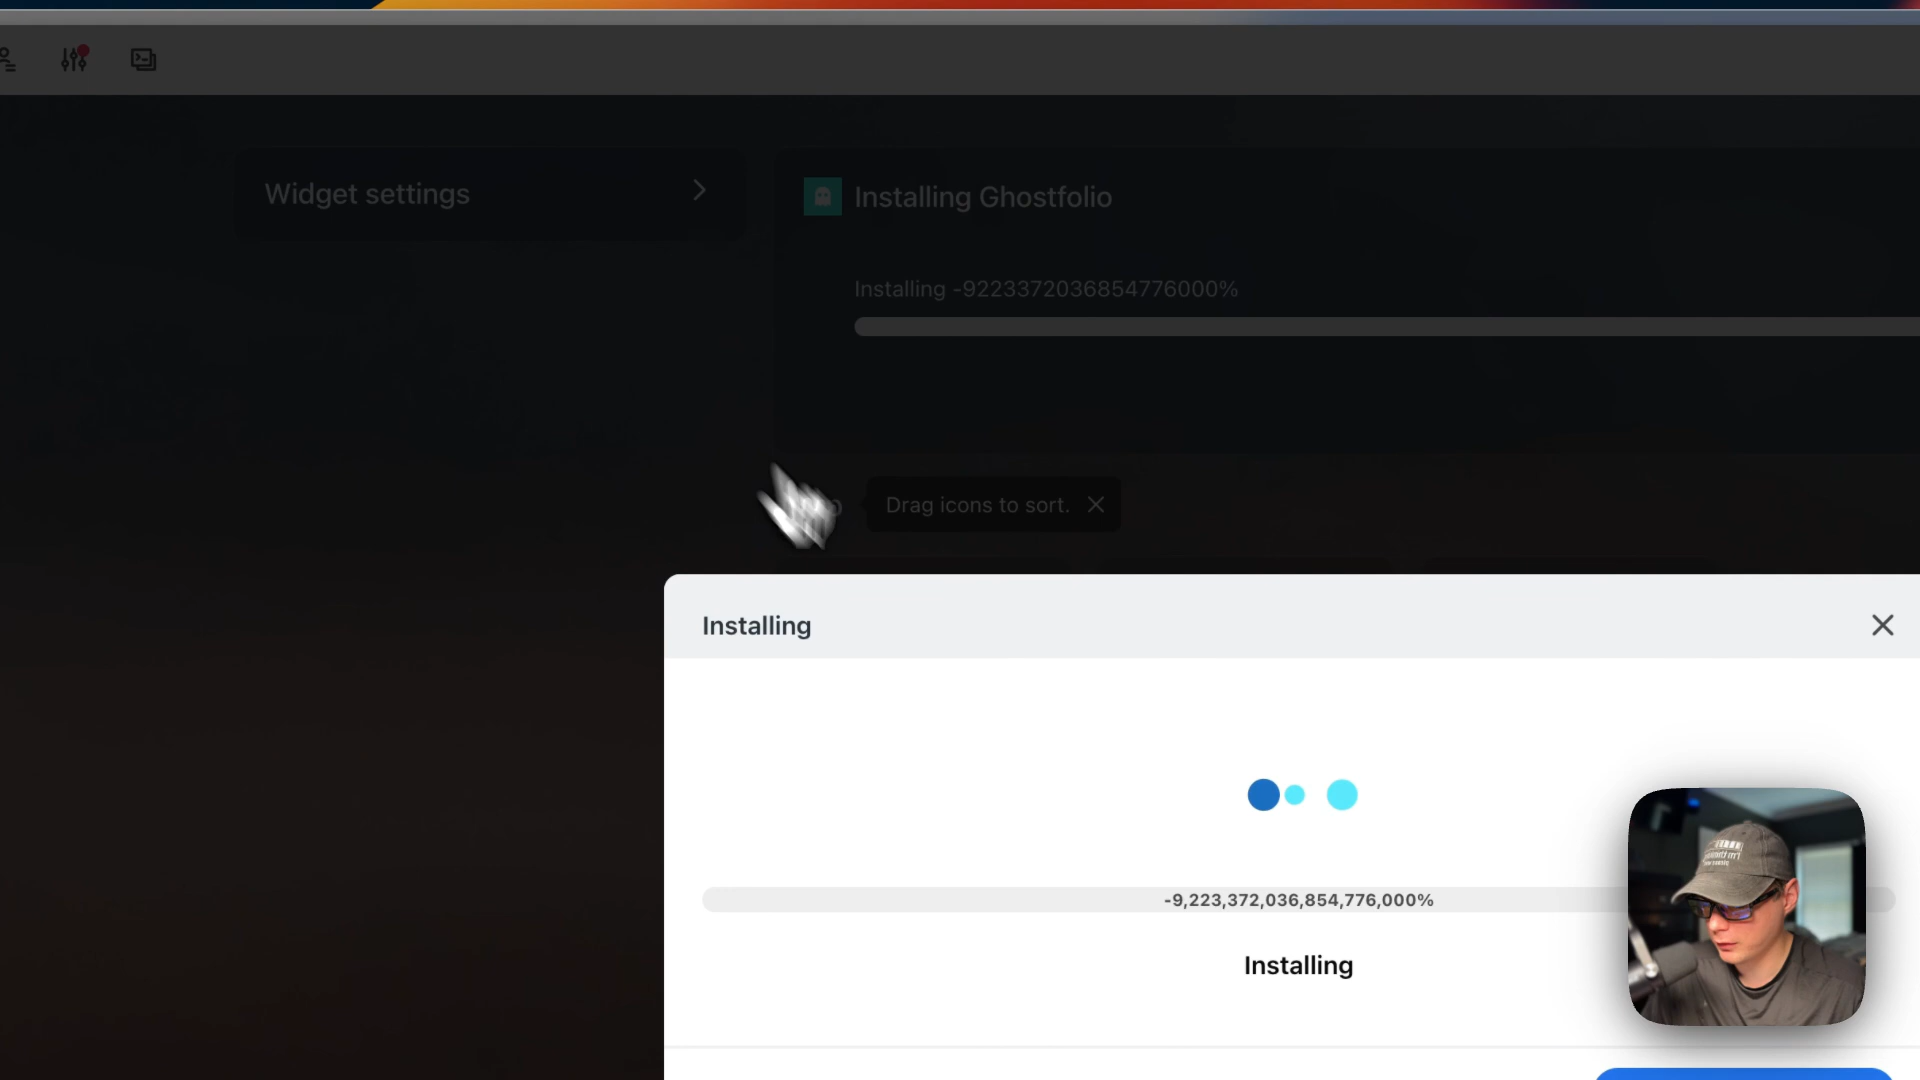 Widget settings
Installing Ghostfolio
Installing -9223372036854776000%
Drag icons to sort.
Installing
-9,223,372,036,854,776,000%
Installing